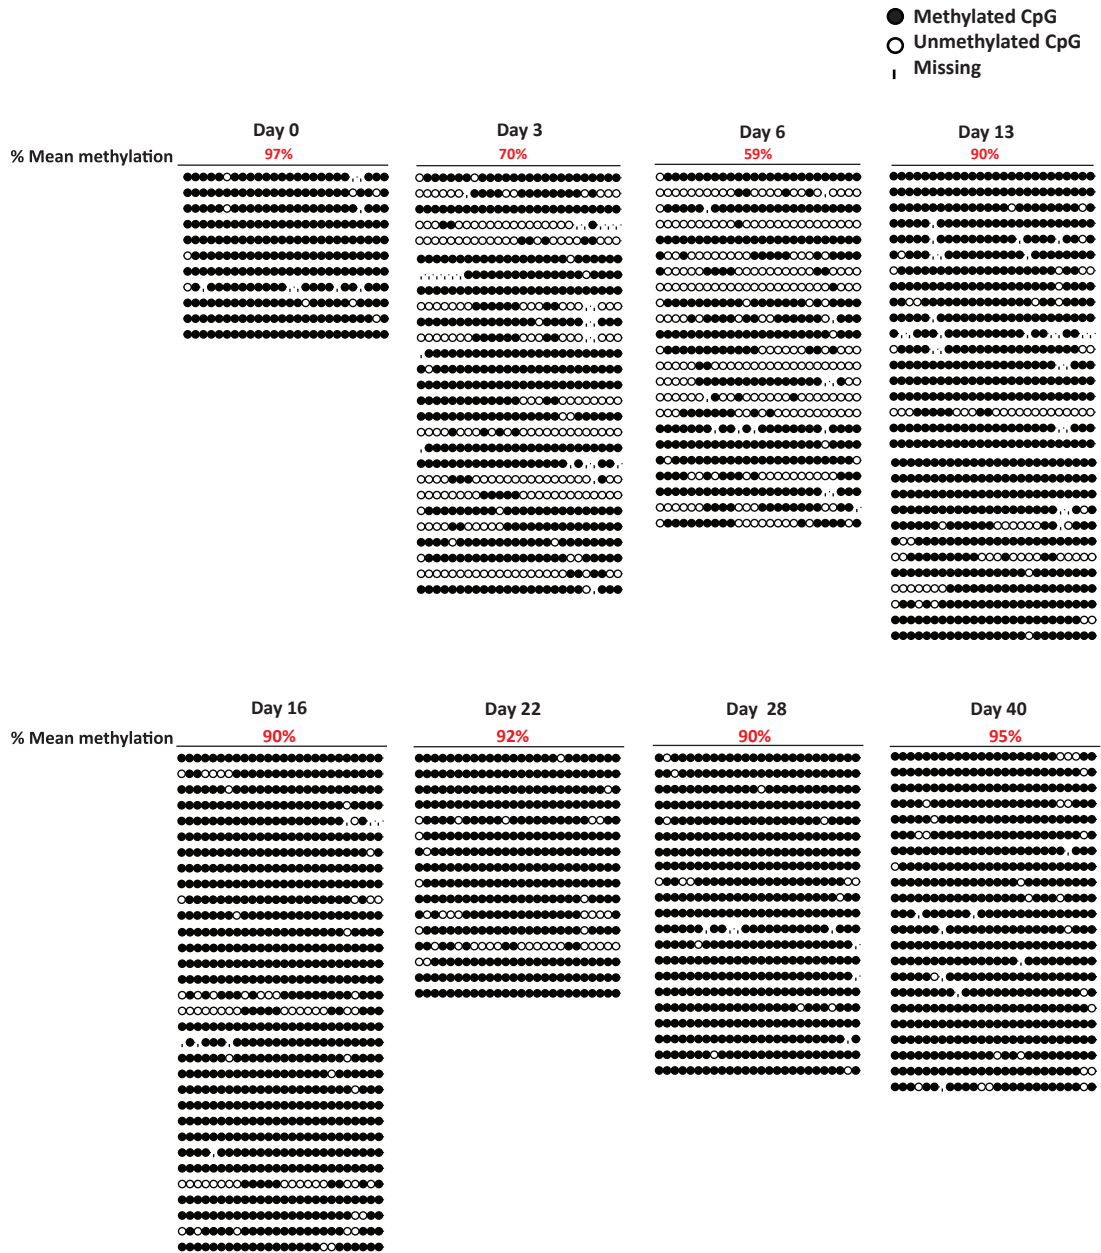 Methylated CpG
Unmethylated CpG
Missing
Day 0 Day 3 Day 6 Day 13
% Mean methylation 97% 70% 59% 90%
Day 16 Day 22 Day 28 Day 40
% Mean methylation 90% 92% 90% 95%